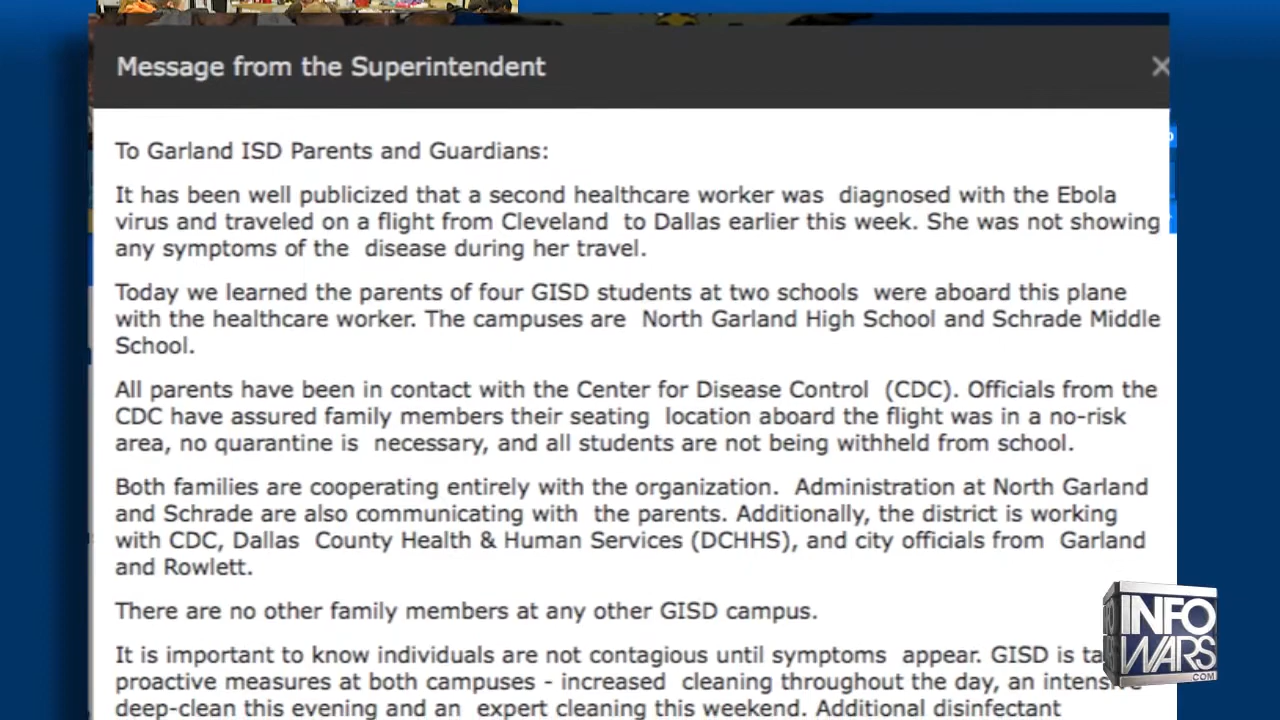 Message from the Superintendent
To Garland ISD Parents and Guardians:
It has been well publicized that a second healthcare worker was diagnosed with the Ebola
virus and traveled on a flight from Cleveland to Dallas earlier this week. She was not showing
any symptoms of the disease during her travel.
Today we learned the parents of four GISD students at two schools were aboard this plane
with the healthcare worker. The campuses are North Garland High School and Schrade Middle
School.
All parents have been in contact with the Center for Disease Control (CDC). Officials from the
CDC have assured family members their seating location aboard the flight was in a no-risk
area, no quarantine is necessary, and all students are not being withheld from school.
Both families are cooperating entirely with the organization. Administration at North Garland
and Schrade are also communicating with the parents. Additionally, the district is working
with CDC, Dallas County Health & Human Services (DCHHS), and city officials from Garland
and Rowlett.
There are no other family members at any other GISD campus.
It is important to know individuals are not contagious until symptoms appear. GISD is
proactive measures at both campuses - increased cleaning throughout the day, an
deep-clean this evening and an expert cleaning this weekend. Additional disinfectant
INFO
WARS
.COM